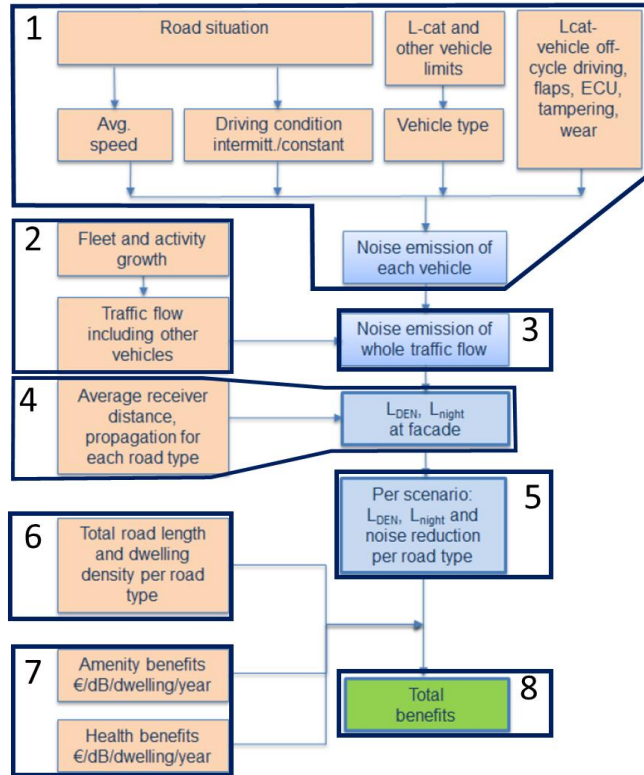 1
Road situation
L-cat and
other vehicle
limits
Lcat-
vehicle off-
cycle driving,
flaps, ECU,
tampering,
wear
Avg.
speed
Driving condition
intermitt./constant
Vehicle type
2
Fleet and activity
growth
Noise emission of
each vehicle
Traffic flow
including other
vehicles
Noise emission of
whole traffic flow
3
4
Average receiver
distance,
propagation for
each road type
LDEN, Lnight
at facade
5
Per scenario:
LDEN, Lnight and
noise reduction
per road type
6
Total road length
and dwelling
density per road
type
7
Amenity benefits
€/dB/dwelling/year
Health benefits
€/dB/dwelling/year
8
Total
benefits